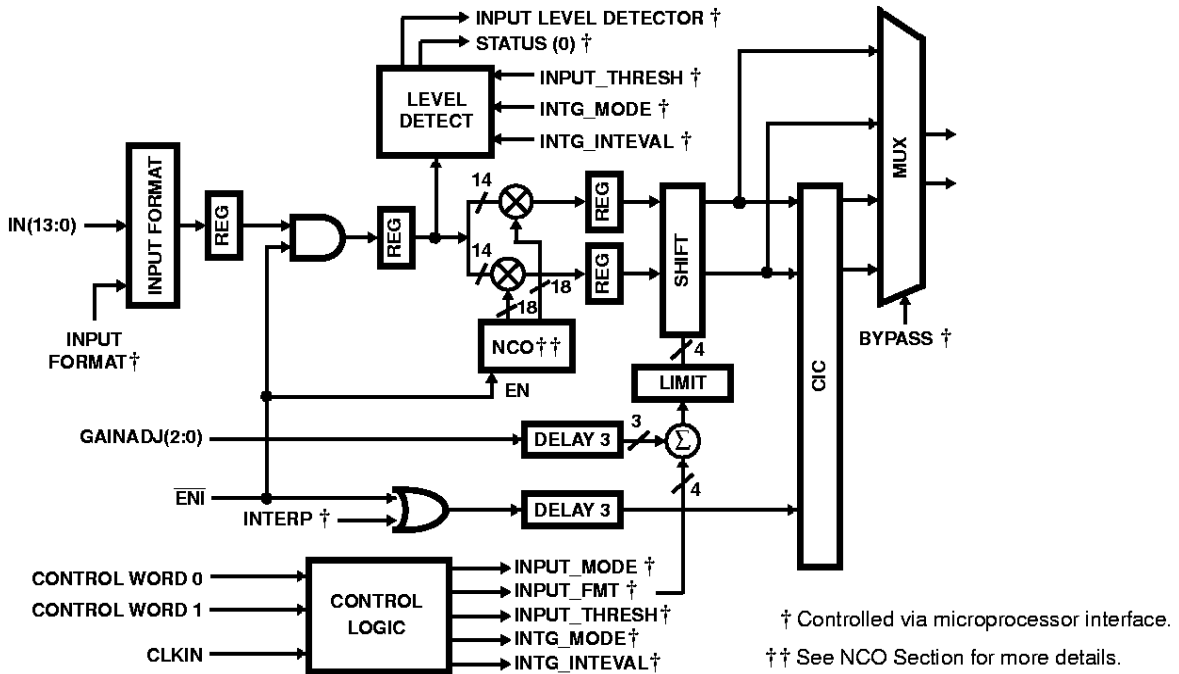 INPUT LEVEL DETECTOR †
STATUS (0) †
INPUT_THRESH †
INTG_MODE †
INTG_INTEVAL †
LEVEL
DETECT
MUX
IN(13:0)
INPUT FORMAT
REG
REG
14
14
REG
REG
SHIFT
18
18
NCO††
EN
INPUT
FORMAT†
4
LIMIT
BYPASS †
CIC
GAINADJ(2:0)
DELAY 3
3
Σ
4
ENI
INTERP †
DELAY 3
CONTROL WORD 0
CONTROL WORD 1
CLKIN
CONTROL
LOGIC
INPUT_MODE †
INPUT_FMT †
INPUT_THRESH†
INTG_MODE†
INTG_INTEVAL†
† Controlled via microprocessor interface.
†† See NCO Section for more details.